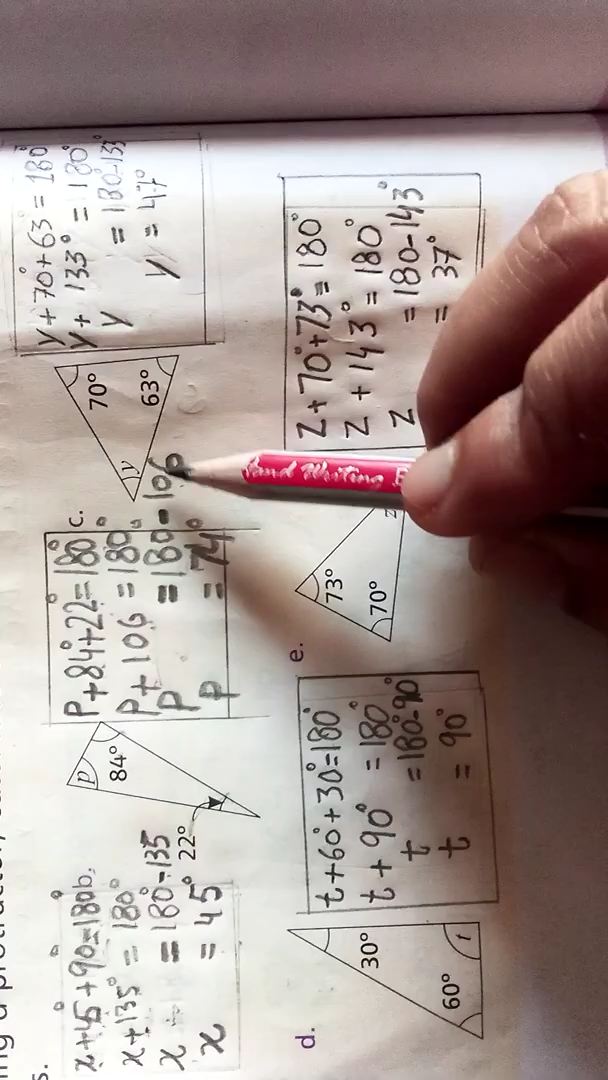 s.
x+45°+90°=180°
x+135°=180°
x=180°-135
x=45°
b.
p
84°
22°
P+84°+22°=180°
P+106=180°
P=180°-106
P=74°
c.
70°
63°
y
y+70°+63°=180°
y+133°=180°
y=180°-133°
y=47°
d.
30°
60°
t
t+60°+30°=180°
t+90°=180°
t=180°-90°
t=90°
e.
73°
70°
z
Z+70°+73°=180°
Z+143°=180°
Z=180-143°
=37°